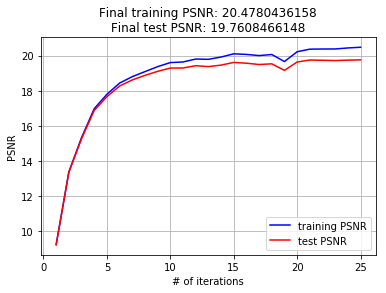 Final training PSNR: 20.4780436158
Final test PSNR: 19.7608466148
20
18
16
14
12
10
PSNR
0
5
10
15
20
25
# of iterations
training PSNR
test PSNR